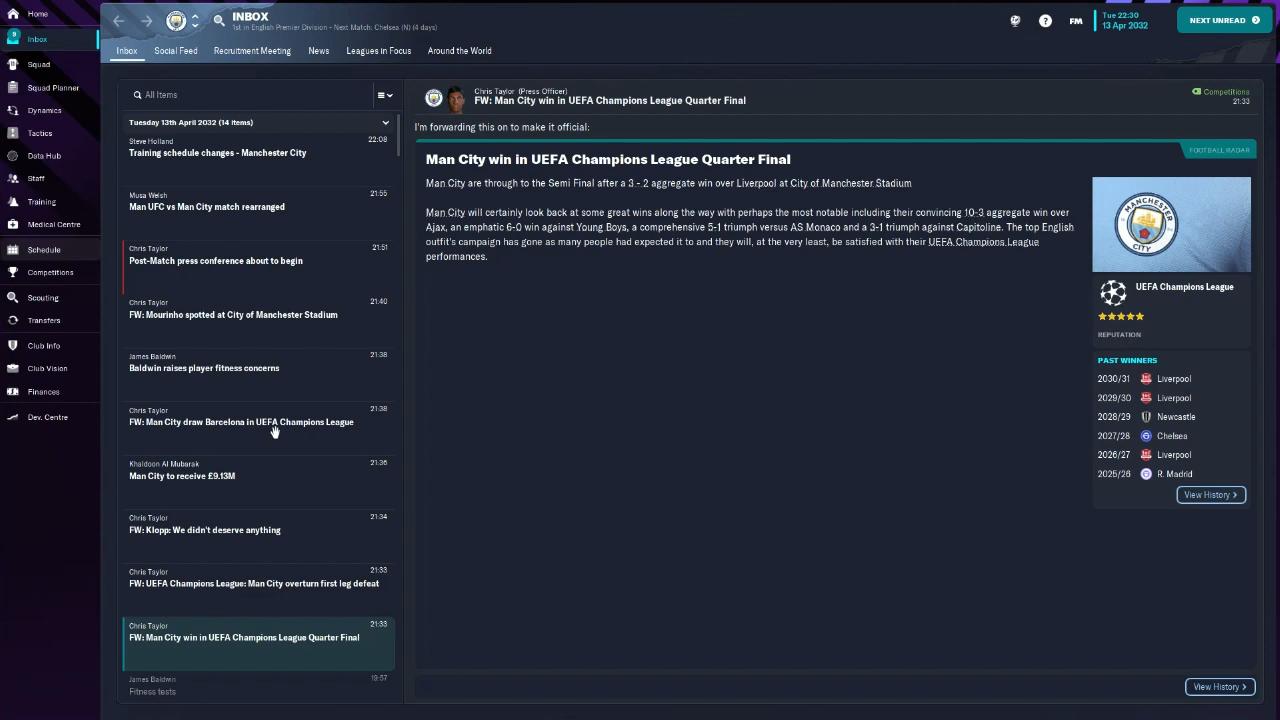 Home
Inbox
9
Squad
Squad Planner
Dynamics
Tactics
Data Hub
Staff
Training
Medical Centre
Schedule
Competitions
Scouting
Transfers
Club Info
Club Vision
Finances
Dev. Centre
INBOX
1st in English Premier Division - Next Match: Chelsea (N) (4 days)
FM
Tue 22:30
13 Apr 2032
NEXT UNREAD
Inbox
Social Feed
Recruitment Meeting
News
Leagues in Focus
Around the World
All Items
Tuesday 13th April 2032 (14 items)
Steve Holland
22:08
Training schedule changes - Manchester City
Musa Welsh
21:55
Man UFC vs Man City match rearranged
Chris Taylor
21:51
Post-Match press conference about to begin
Chris Taylor
21:40
FW: Mourinho spotted at City of Manchester Stadium
James Baldwin
21:38
Baldwin raises player fitness concerns
Chris Taylor
21:38
FW: Man City draw Barcelona in UEFA Champions League
Khaldoon Al Mubarak
21:36
Man City to receive £9.13M
Chris Taylor
21:34
FW: Klopp: We didn't deserve anything
Chris Taylor
21:33
FW: UEFA Champions League: Man City overturn first leg defeat
Chris Taylor
21:33
FW: Man City win in UEFA Champions League Quarter Final
James Baldwin
19:57
Fitness tests
Chris Taylor (Press Officer)
FW: Man City win in UEFA Champions League Quarter Final
Competitions
21:33
I'm forwarding this on to make it official:
FOOTBALL RADAR
Man City win in UEFA Champions League Quarter Final
Man City are through to the Semi Final after a 3 - 2 aggregate win over Liverpool at City of Manchester Stadium
Man City will certainly look back at some great wins along the way with perhaps the most notable including their convincing 10-3 aggregate win over
Ajax, an emphatic 6-0 win against Young Boys, a comprehensive 5-1 triumph versus AS Monaco and a 3-1 triumph against Capitoline. The top English
outfit's campaign has gone as many people had expected it to and they will, at the very least, be satisfied with their UEFA Champions League
performances.
MANCHESTER
CITY
UEFA Champions League
REPUTATION
PAST WINNERS
2030/31 Liverpool
2029/30 Liverpool
2028/29 Newcastle
2027/28 Chelsea
2026/27 Liverpool
2025/26 R. Madrid
View History
View History